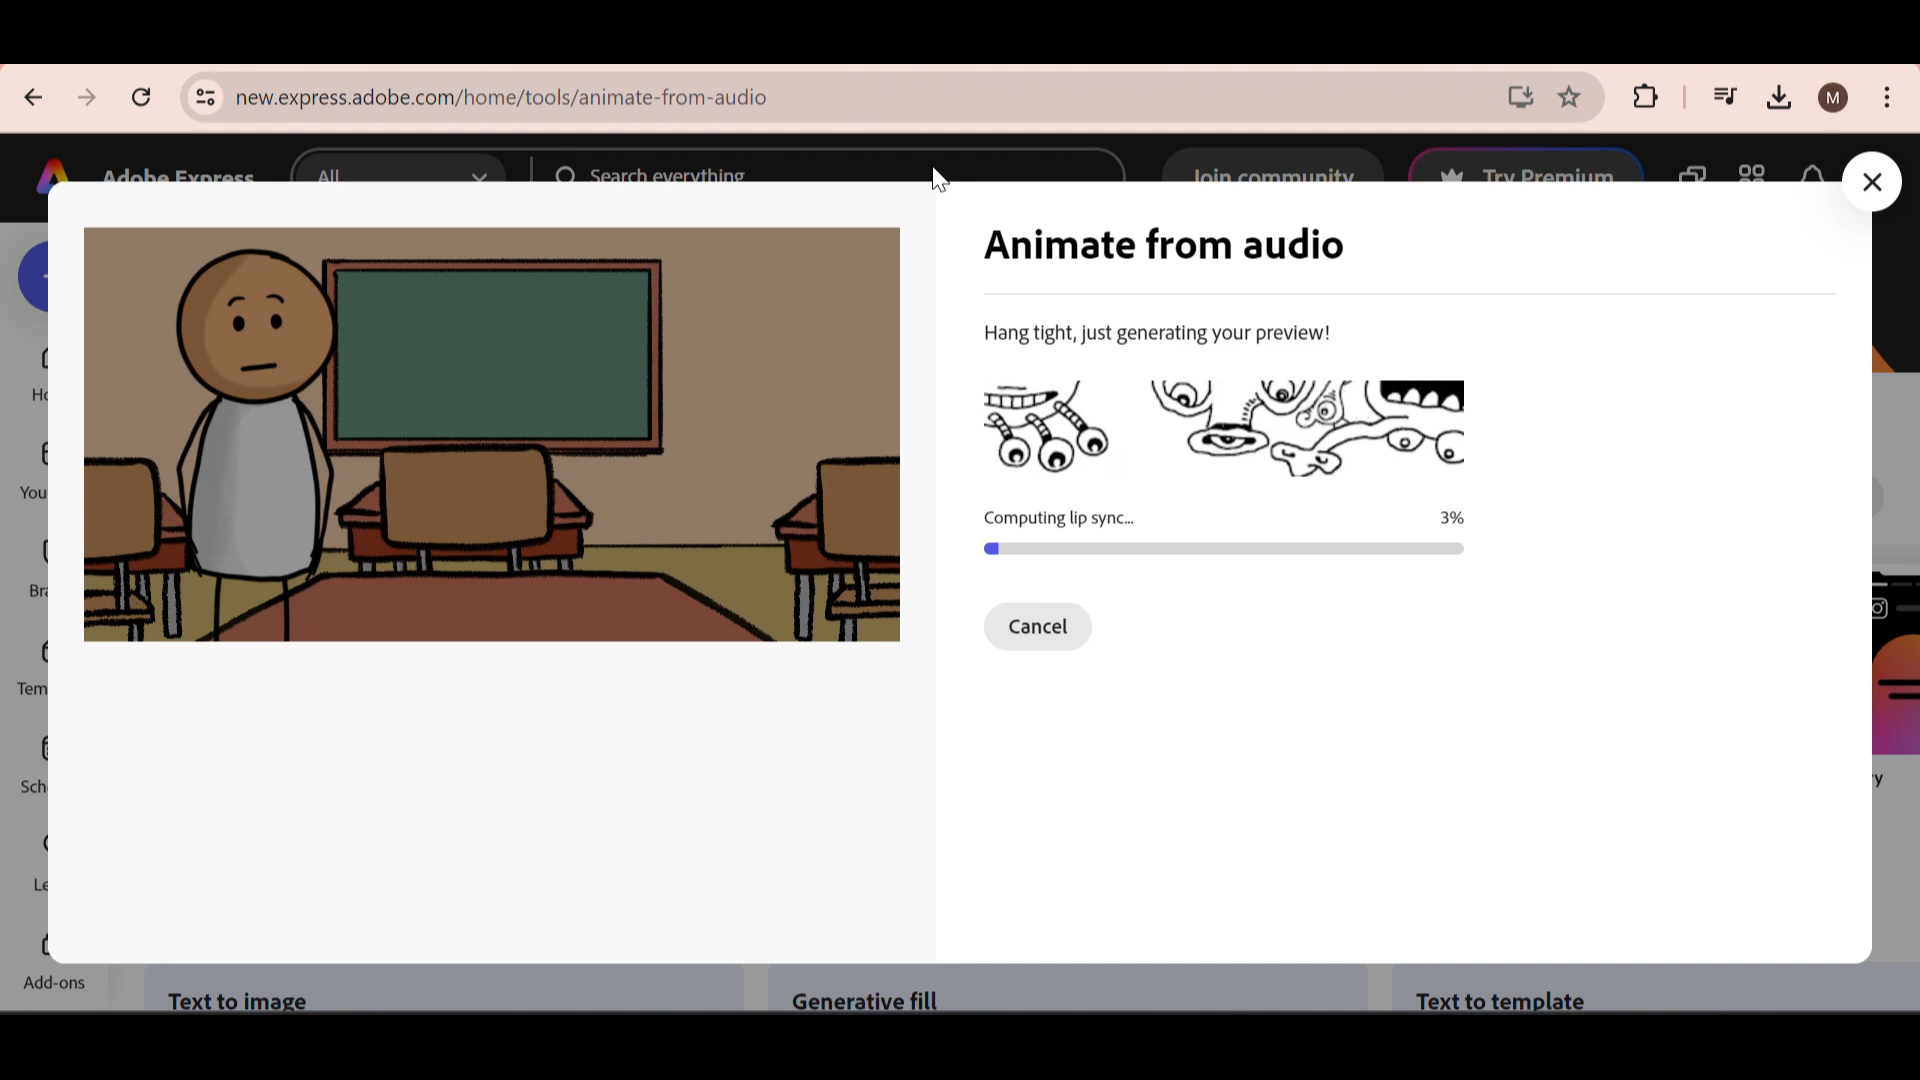 new.express.adobe.com/home/tools/animate-from-audio
M
Adobe Express
All
Search everything
Join community
Try Premium
Animate from audio
Hang tight, just generating your preview!
Computing lip sync...
3%
Cancel
Add-ons
Text to image
Generative fill
Text to template